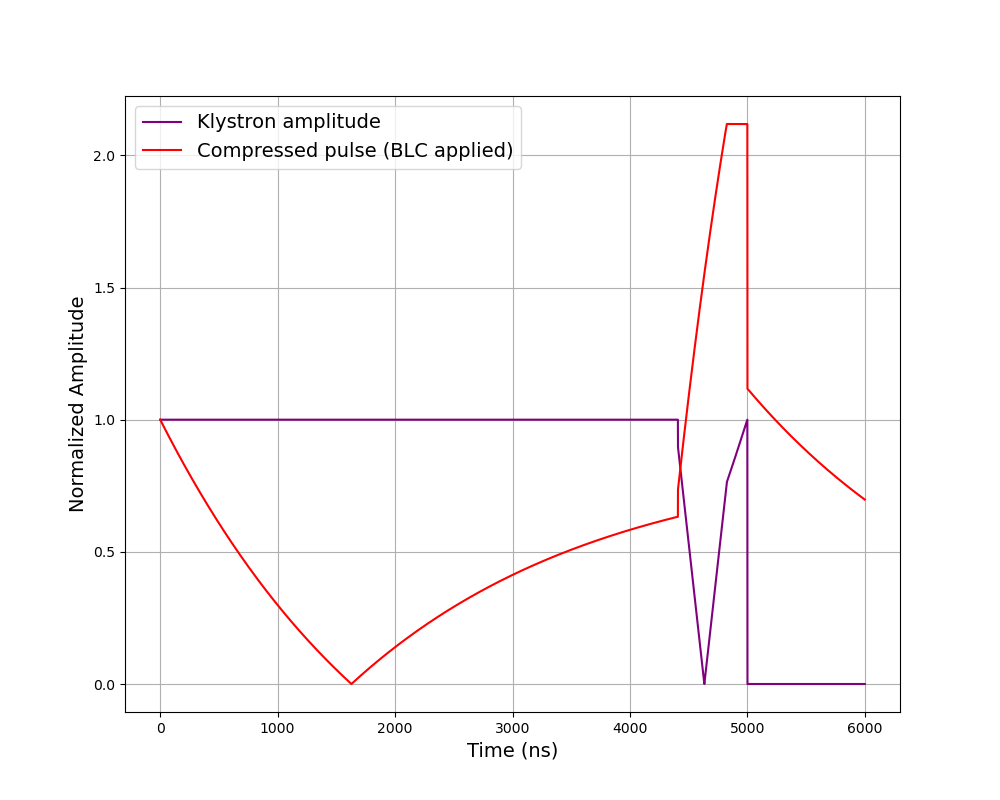 Klystron amplitude
Compressed pulse (BLC applied)
Normalized Amplitude
2.0
1.5
1.0
0.5
0.0
0 1000 2000 3000 4000 5000 6000
Time (ns)